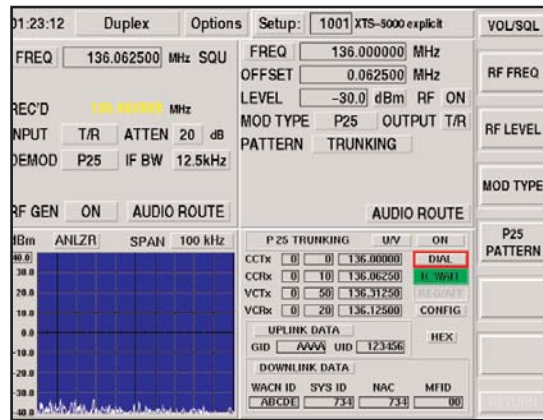 01:23:12 Duplex Options Setup: 1001 XTS-5000 explicit VOL/SQL
FREQ 136.062500 MHz SQU
FREQ 136.000000 MHz
OFFSET 0.062500 MHz
RF FREQ
REC'D MHz
LEVEL -30.0 dBm RF ON
INPUT T/R ATTEN 20 dB
MOD TYPE P25 OUTPUT T/R
RF LEVEL
DEMOD P25 IF BW 12.5kHz
PATTERN TRUNKING
MOD TYPE
RF GEN ON AUDIO ROUTE
AUDIO ROUTE
dBm ANLZR SPAN 100 kHz
P25 TRUNKING U/V ON
P25
PATTERN
40.0
30.0
20.0
10.0
0.0
-10.0
-20.0
-30.0
-40.0
CCTx 0 0 136.00000 DIAL
CCRx 0 10 136.06250 R WAIT
VCTx 0 50 136.31250 REG/AFF
VCRx 0 20 136.12500 CONFIG
UPLINK DATA
HEX
GID AAAA UID 123456
DOWNLINK DATA
WACN ID SYS ID NAC MFID
ABCDE 734 734 00
RETURN